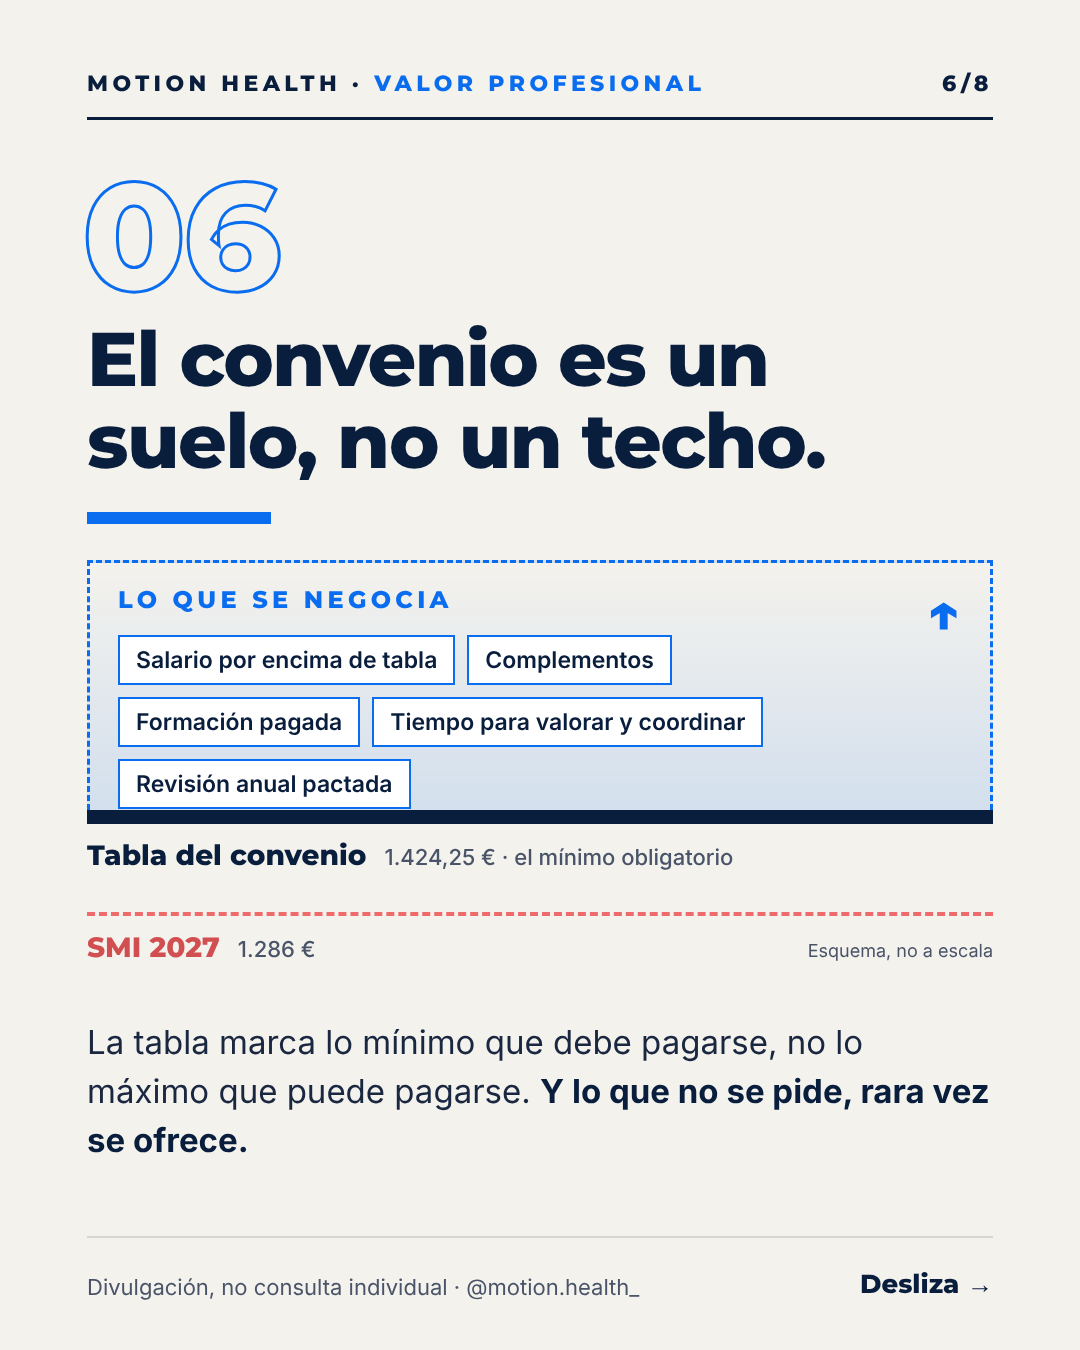 MOTION HEALTH · VALOR PROFESIONAL 6/8
06
El convenio es un
suelo, no un techo.
LO QUE SE NEGOCIA
Salario por encima de tabla Complementos
Formación pagada Tiempo para valorar y coordinar
Revisión anual pactada
Tabla del convenio 1.424,25 € · el mínimo obligatorio
SMI 2027 1.286 € Esquema, no a escala
La tabla marca lo mínimo que debe pagarse, no lo
máximo que puede pagarse. Y lo que no se pide, rara vez
se ofrece.
Divulgación, no consulta individual · @motion.health_ Desliza →